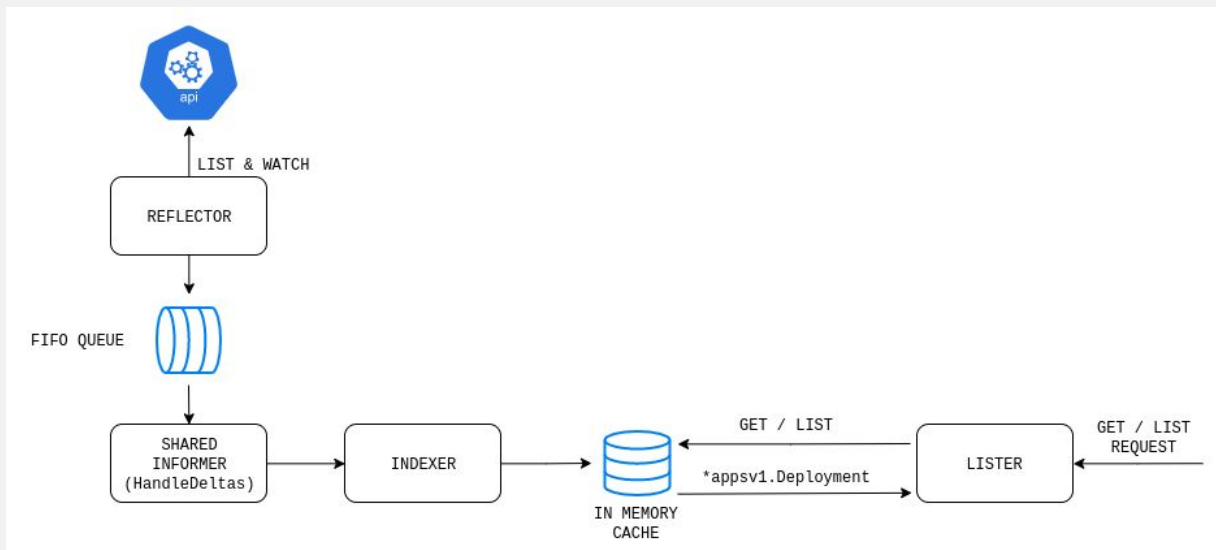 api
LIST & WATCH
REFLECTOR
FIFO QUEUE
SHARED
INFORMER
(HandleDeltas)
INDEXER
IN MEMORY
CACHE
GET / LIST
*appsv1.Deployment
LISTER
GET / LIST
REQUEST